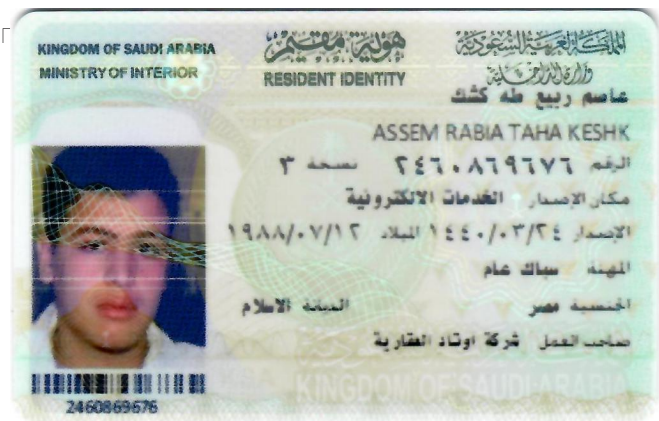 KINGDOM OF SAUDI ARABIA
MINISTRY OF INTERIOR
هوية مقيم
RESIDENT IDENTITY
المملكة العربية السعودية
وزارة الداخلية
عاصم ربيع طه كشك
ASSEM RABIA TAHA KESHK
الرقم ٢٤٦٠٨٦٩٦٧٦ نسخة ٣
مكان الإصدار الخدمات الالكترونية
الإصدار ١٤٤٠/٠٣/٢٤ الميلاد ١٩٨٨/٠٧/١٢
المهنة سباك عام
الجنسية مصر الديانة الاسلام
صاحب العمل شركة اوتاد العقارية
KINGDOM OF SAUDI ARABIA
2460869676